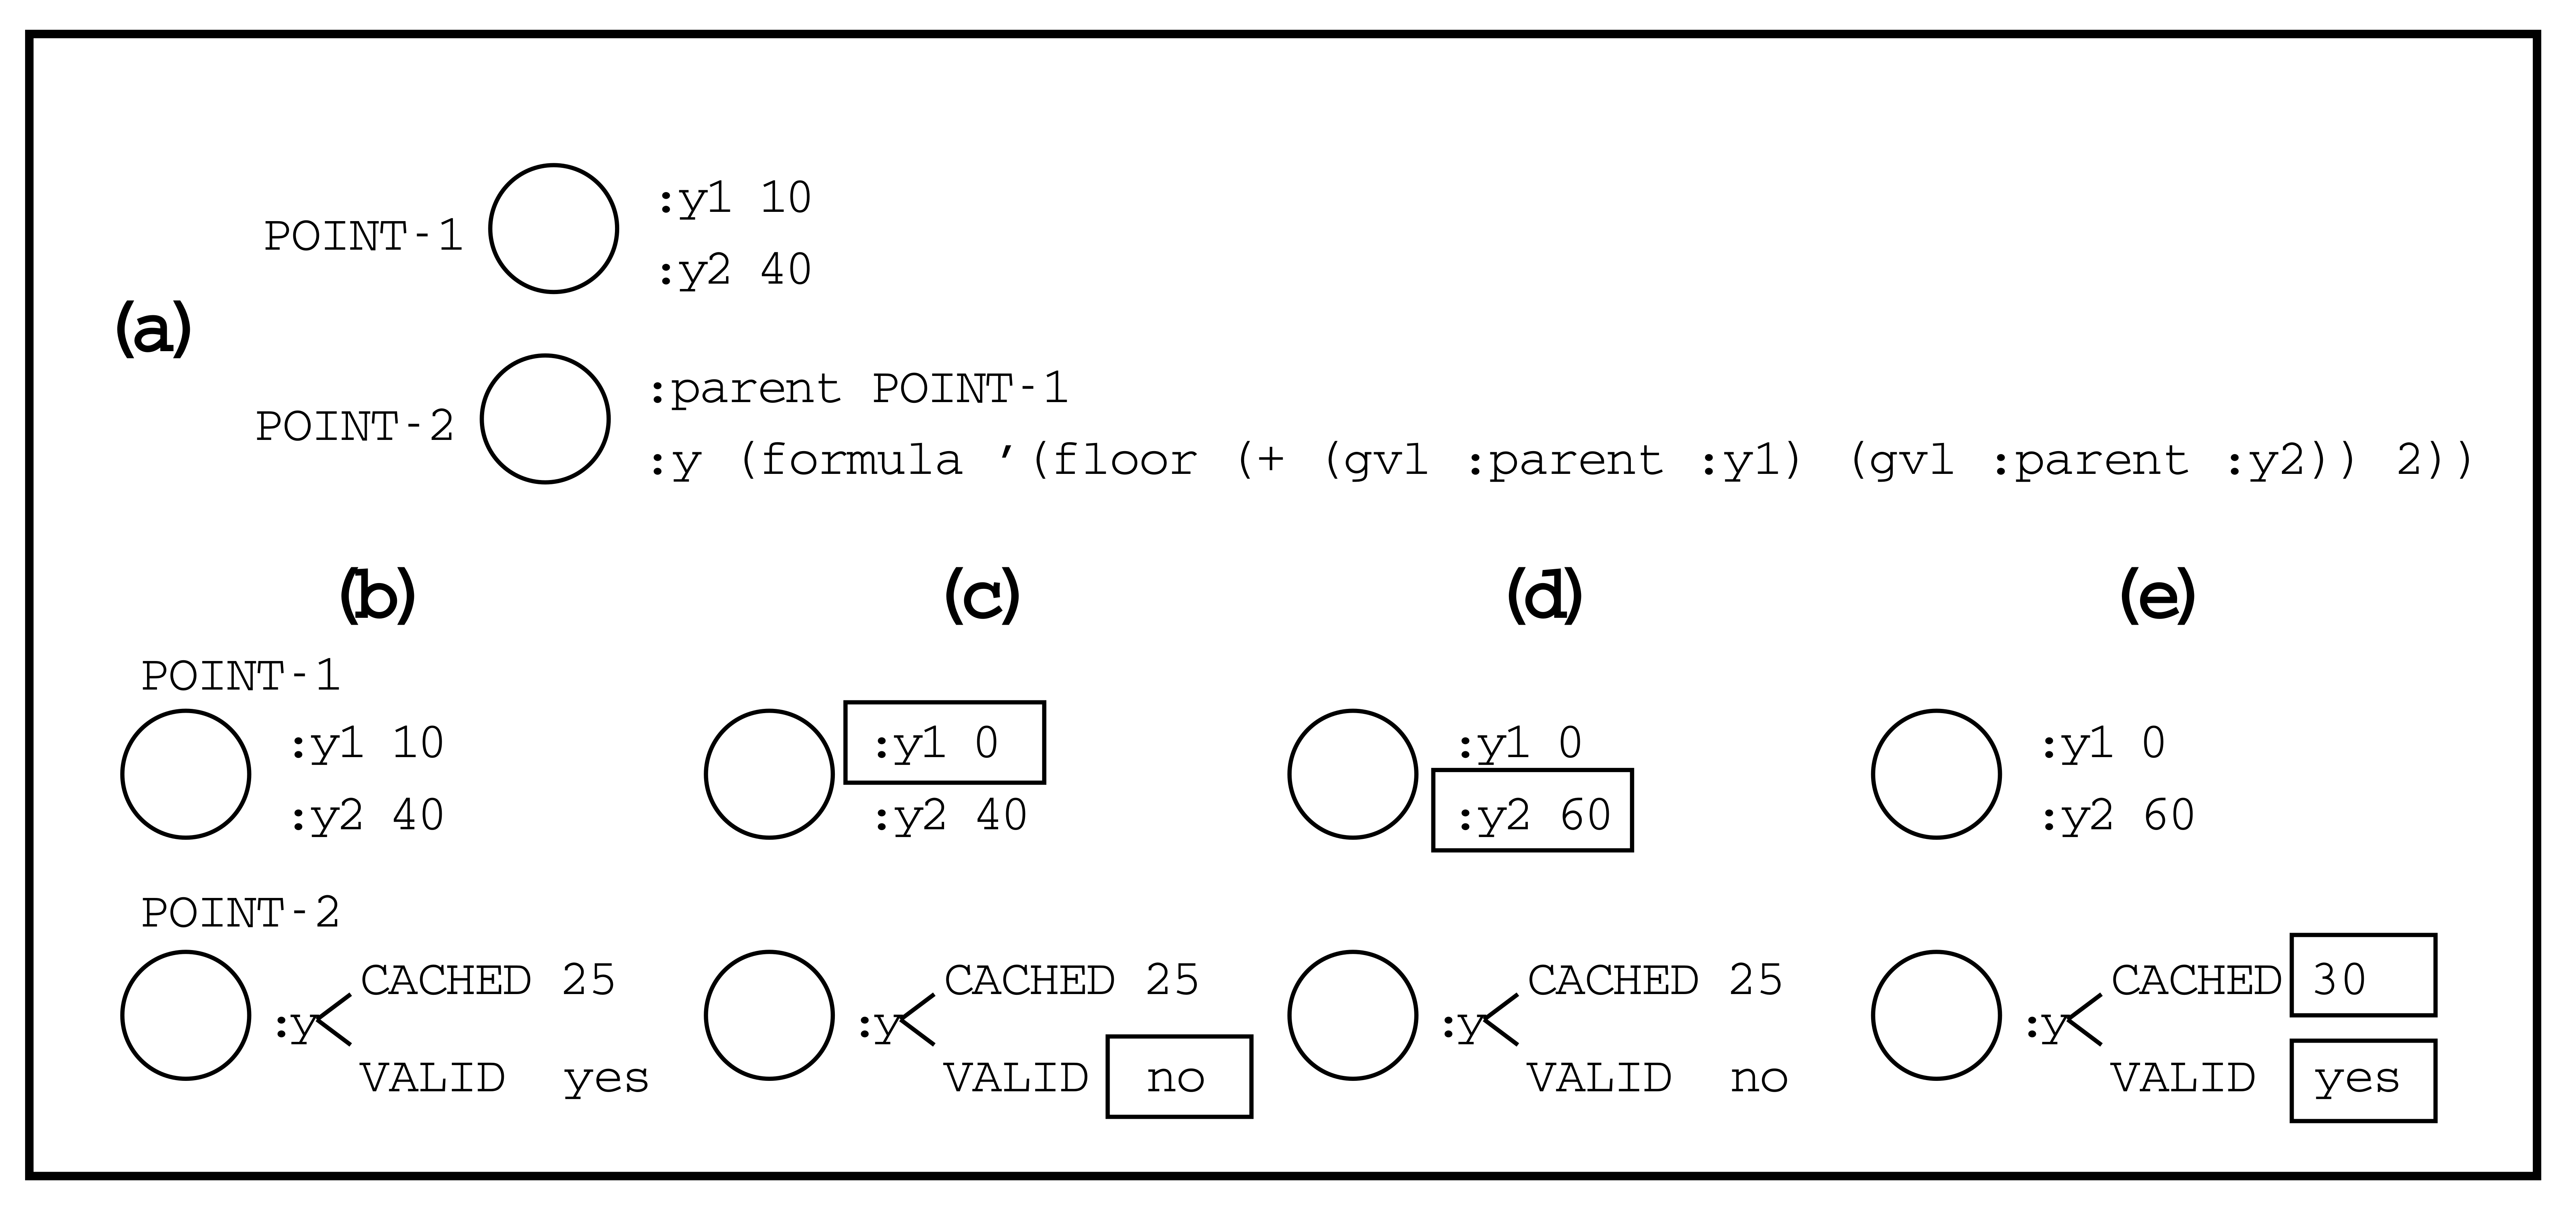 POINT-1
:y1 10
:y2 40
(a)
POINT-2
:parent POINT-1
:y (formula ’(floor (+ (gvl :parent :y1) (gvl :parent :y2)) 2))
(b) (c) (d) (e)
POINT-1
:y1 10 :y1 0 :y1 0 :y1 0
:y2 40 :y2 40 :y2 60 :y2 60
POINT-2
CACHED 25 CACHED 25 CACHED 25 CACHED 30
:y :y :y :y
VALID yes VALID no VALID no VALID yes